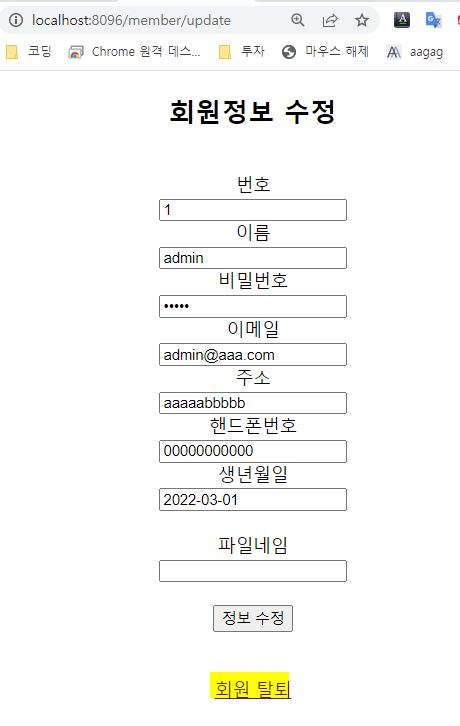 localhost:8096/member/update
코딩 Chrome 원격 데스... 투자 마우스 해제 aagag
회원정보 수정
번호
1
이름
admin
비밀번호
•••••
이메일
admin@aaa.com
주소
aaaaabbbbb
핸드폰번호
00000000000
생년월일
2022-03-01
파일네임
정보 수정
회원 탈퇴